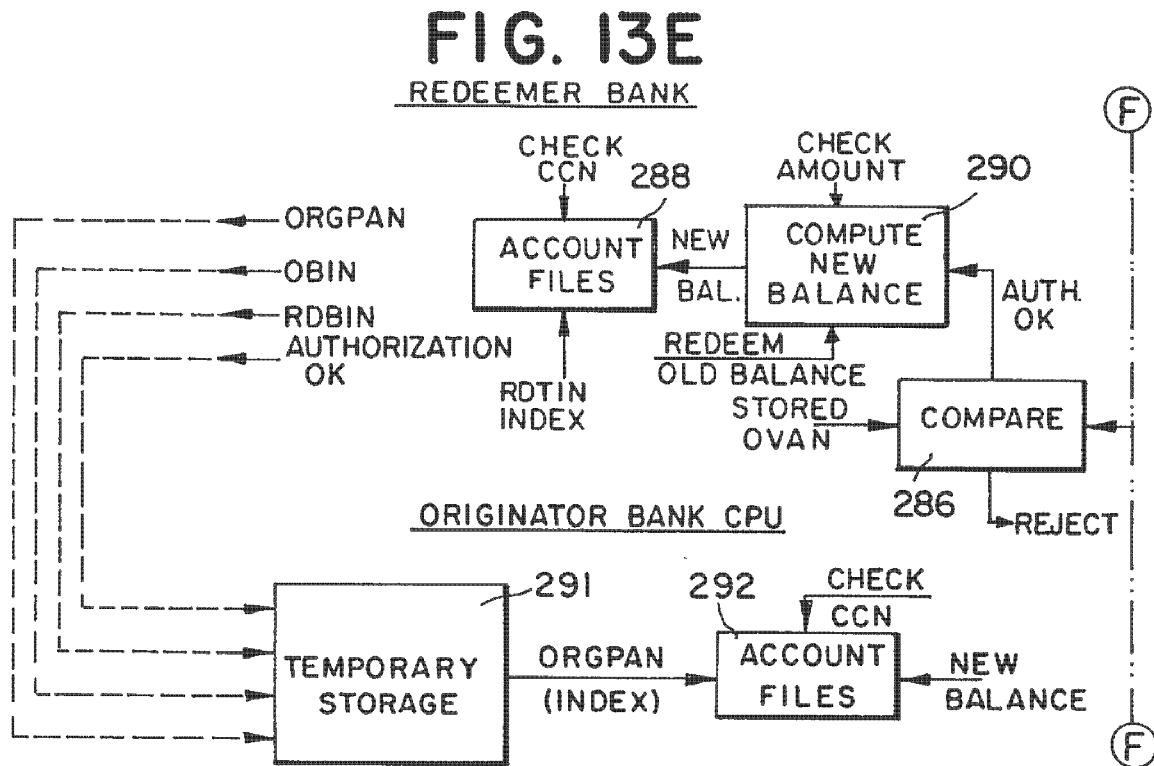 FIG. 13E
REDEEMER BANK
F
CHECK
CCN
288
CHECK
AMOUNT
290
ORGPAN
OBIN
RDBIN
AUTHORIZATION
OK
ACCOUNT
FILES
NEW
BAL.
COMPUTE
NEW
BALANCE
AUTH.
OK
REDEEM
OLD BALANCE
RDTIN
INDEX
STORED
OVAN
COMPARE
286
REJECT
ORIGINATOR BANK CPU
291
292
CHECK
CCN
TEMPORARY
STORAGE
ORGPAN
(INDEX)
ACCOUNT
FILES
NEW
BALANCE
F